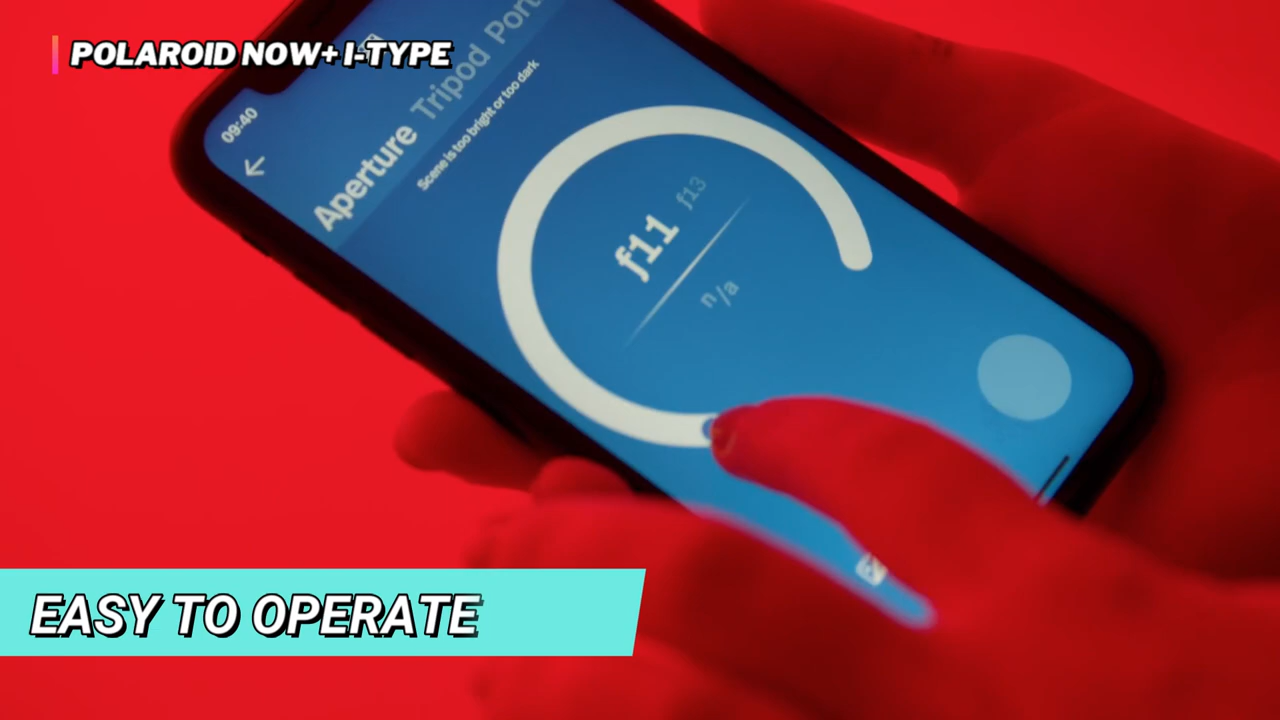 POLAROID NOW+ I-TYPE
09:40
Aperture Tripod Port
Scene is too bright or too dark
f11 f13
n/a
EASY TO OPERATE